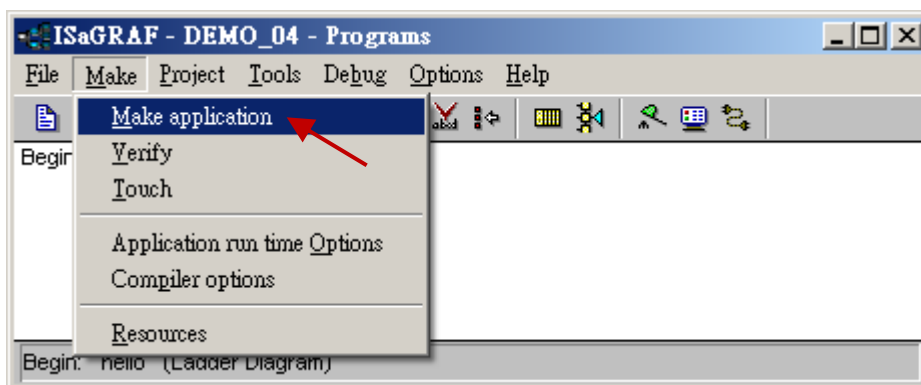 ISaGRAF - DEMO_04 - Programs
File Make Project Tools Debug Options Help
Make application
Begin
Verify
Touch
Application run time Options
Compiler options
Resources
Begin: hello (Ladder Diagram)